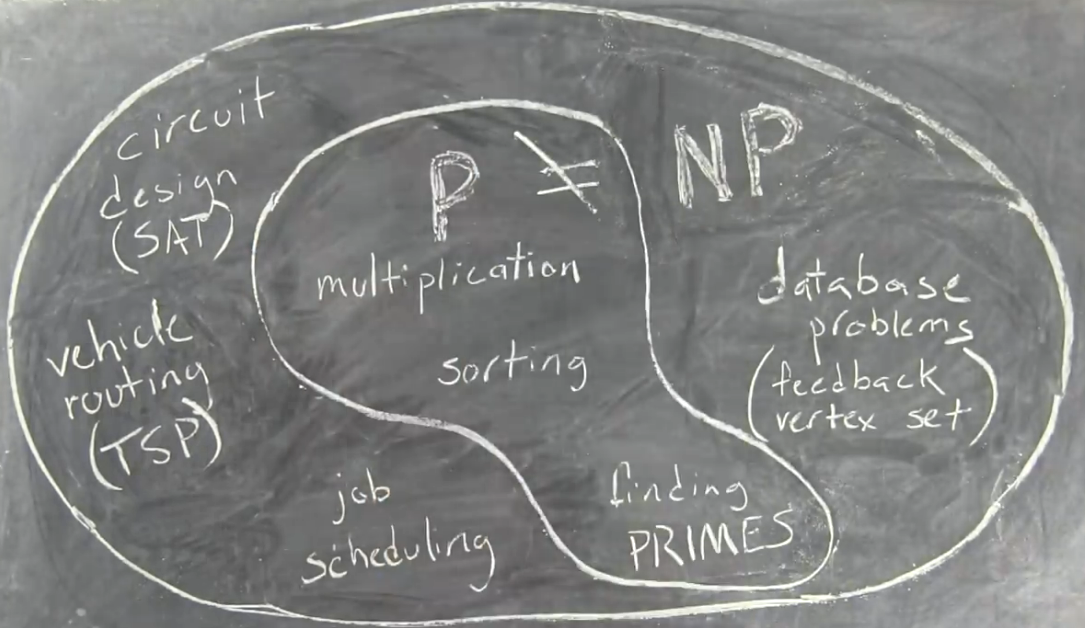 circuit
design
(SAT)
P ≠ NP
multiplication
sorting
vehicle
routing
(TSP)
database
problems
(feedback
vertex set)
job
scheduling
finding
PRIMES